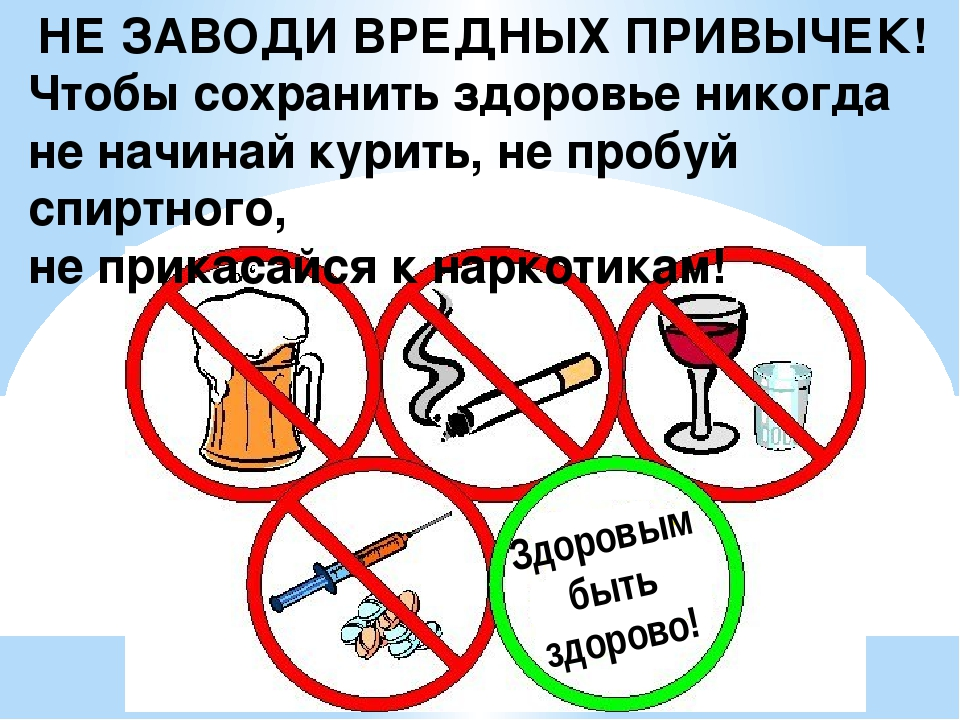 НЕ ЗАВОДИ ВРЕДНЫХ ПРИВЫЧЕК!
Чтобы сохранить здоровье никогда
не начинай курить, не пробуй
спиртного,
не прикасайся к наркотикам!
Здоровым
быть
здорово!